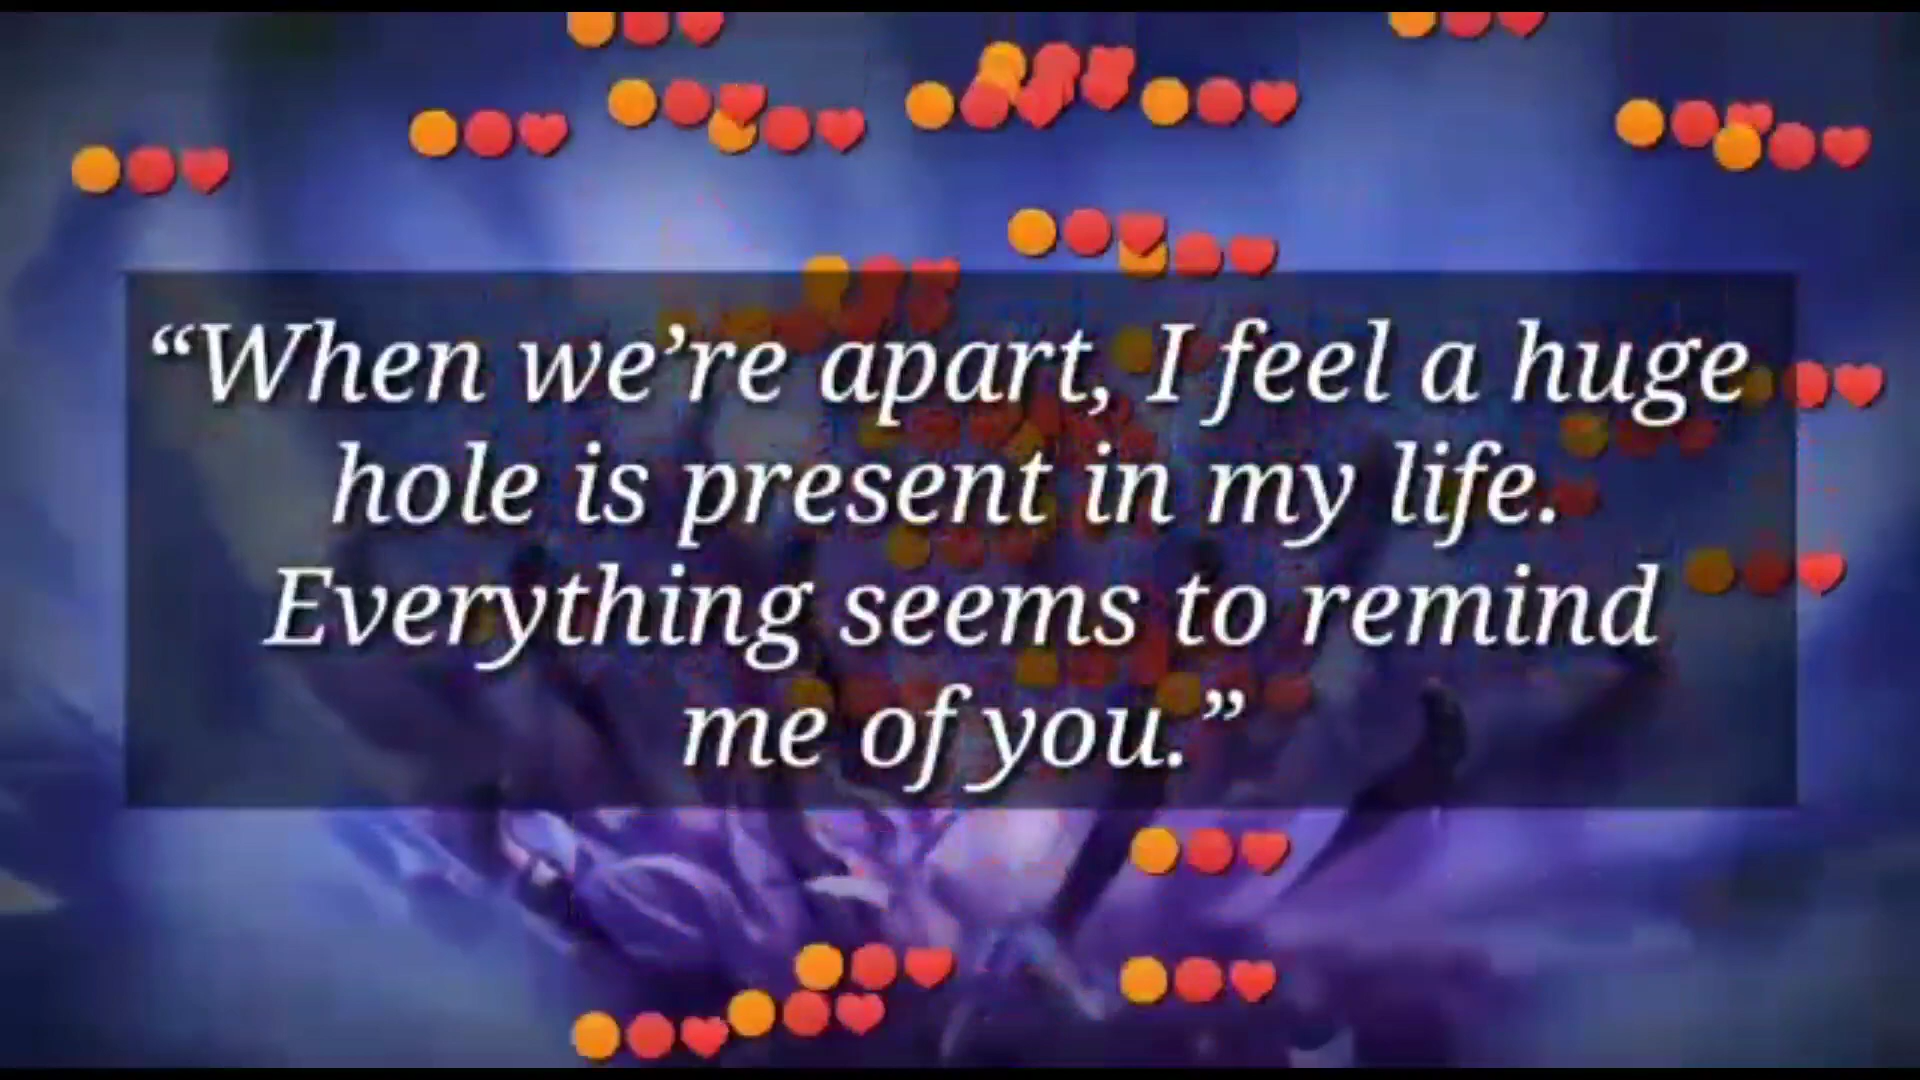 “When we’re apart, I feel a huge
hole is present in my life.
Everything seems to remind
me of you.”